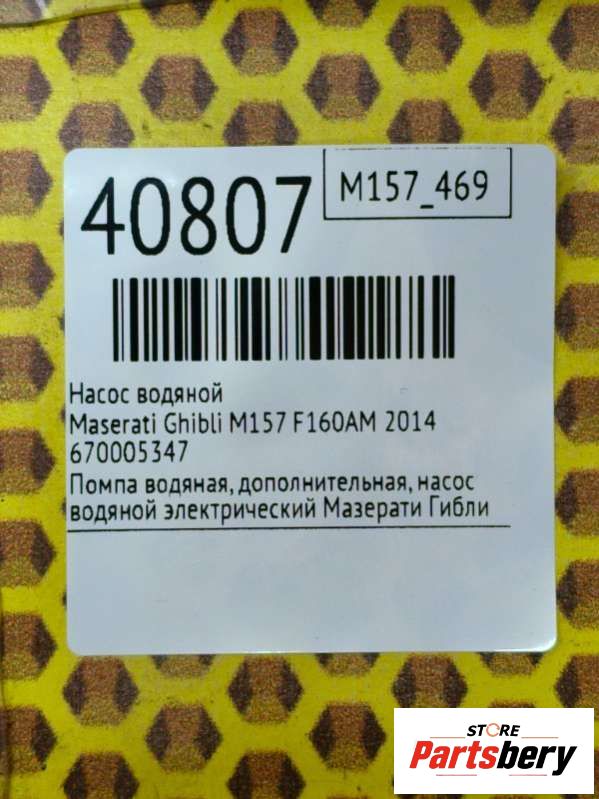 40807
M157_469
Насос водяной
Maserati Ghibli M157 F160AM 2014
670005347
Помпа водяная, дополнительная, насос
водяной электрический Мазерати Гибли
STORE
Partsbery